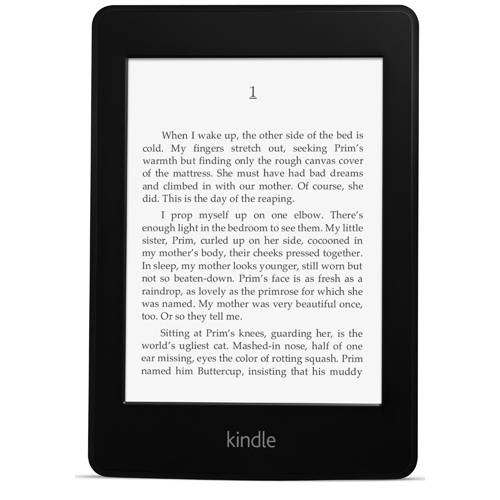 1
When I wake up, the other side of the bed is
cold. My fingers stretch out, seeking Prim's
warmth but finding only the rough canvas cover
of the mattress. She must have had bad dreams
and climbed in with our mother. Of course, she
did. This is the day of the reaping.
I prop myself up on one elbow. There's
enough light in the bedroom to see them. My little
sister, Prim, curled up on her side, cocooned in
my mother's body, their cheeks pressed together.
In sleep, my mother looks younger, still worn but
not so beaten-down. Prim's face is as fresh as a
raindrop, as lovely as the primrose for which she
was named. My mother was very beautiful once,
too. Or so they tell me.
Sitting at Prim's knees, guarding her, is the
world's ugliest cat. Mashed-in nose, half of one
ear missing, eyes the color of rotting squash. Prim
named him Buttercup, insisting that his muddy
kindle